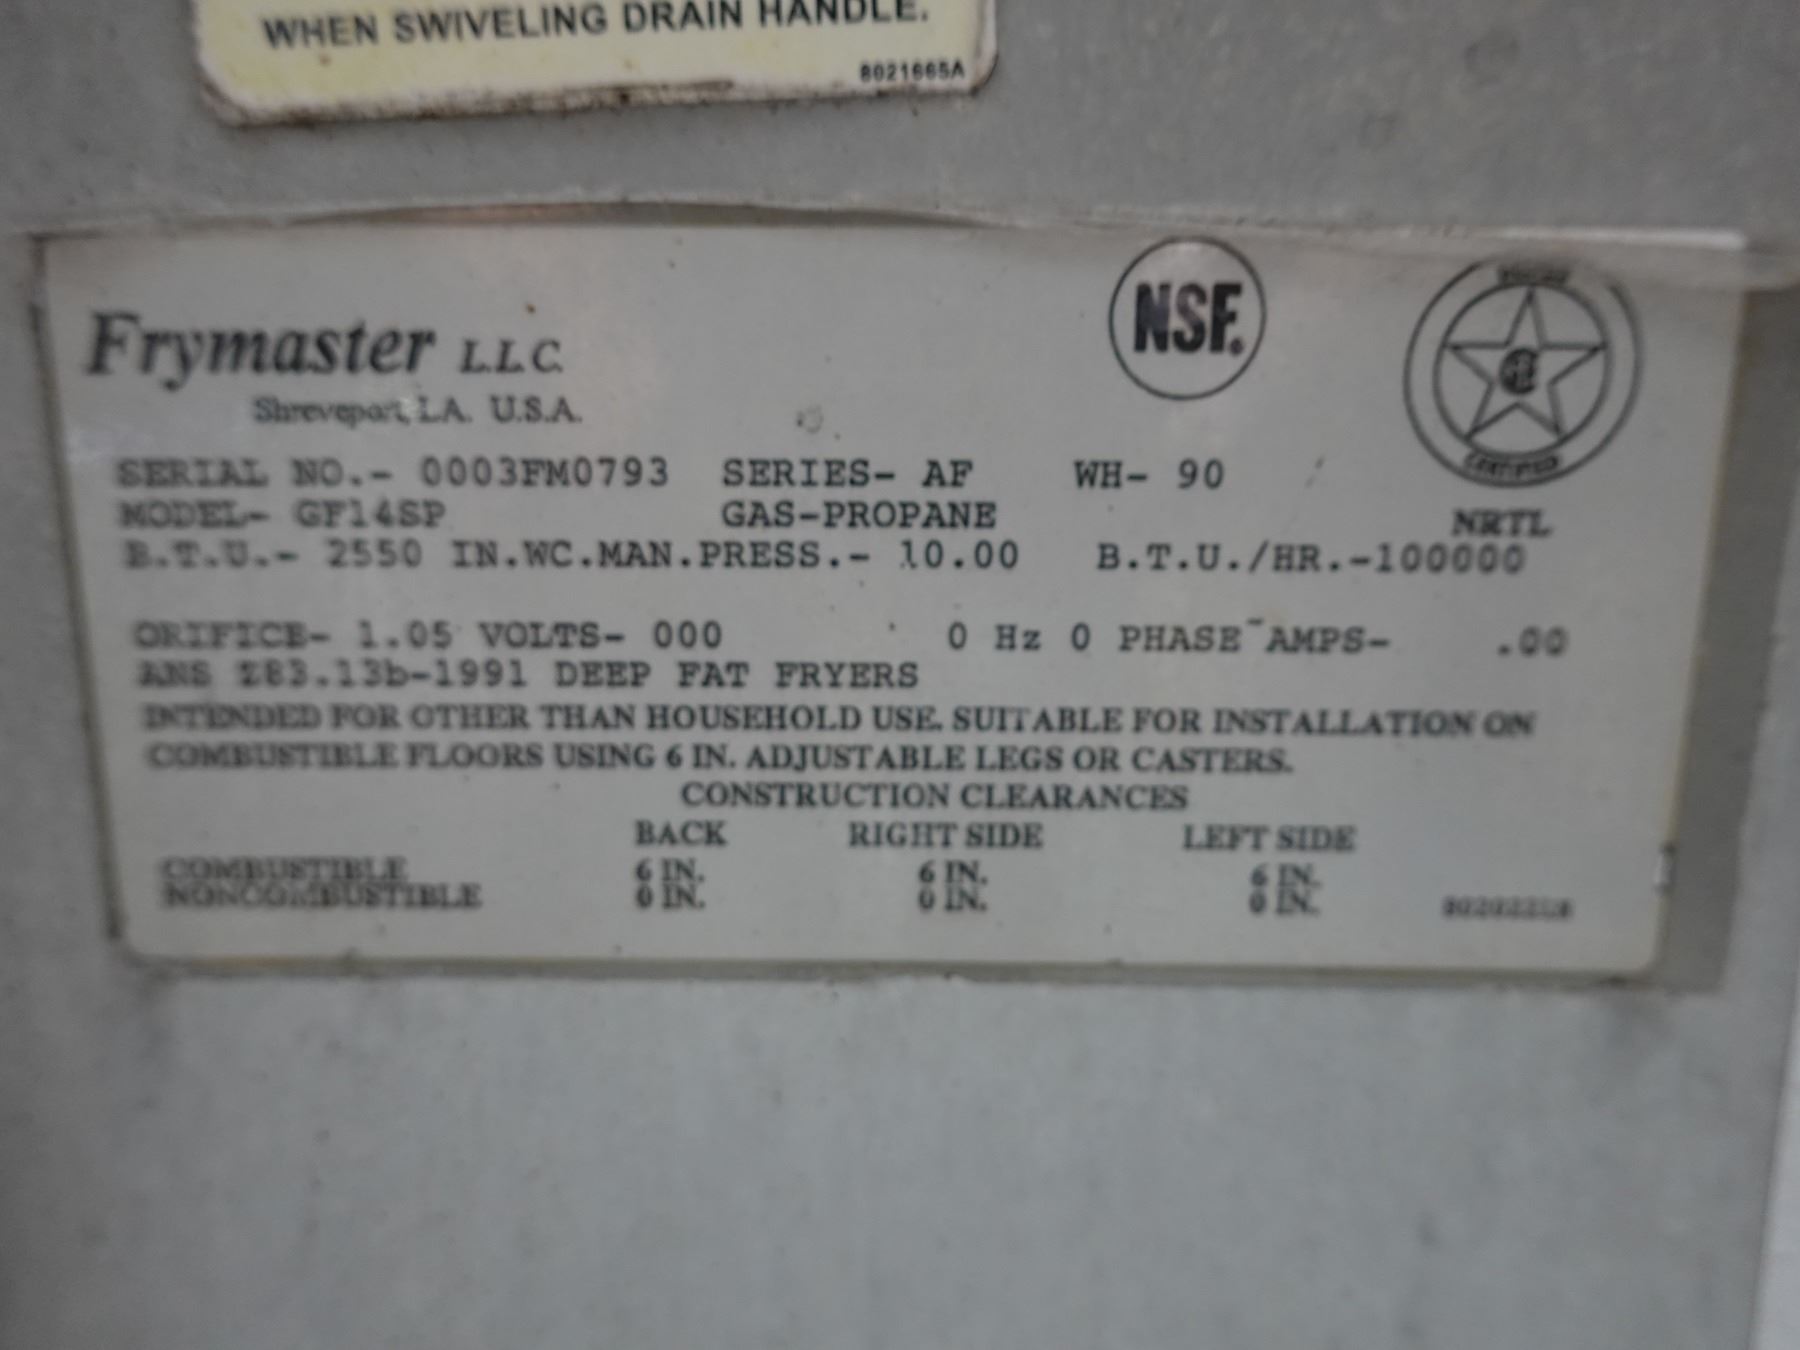 WHEN SWIVELING DRAIN HANDLE.
8021665A
Frymaster L.L.C.
Shreveport, LA. U.S.A.
NSF.
CERTIFIED
NRTL
SERIAL NO.- 0003FM0793 SERIES- AF WH- 90
MODEL- GF14SP GAS-PROPANE
B.T.U.- 2550 IN.WC.MAN.PRESS.- 10.00 B.T.U./HR.-100000
ORIFICE- 1.05 VOLTS- 000 0 Hz 0 PHASE AMPS- .00
ANS Z83.13b-1991 DEEP FAT FRYERS
INTENDED FOR OTHER THAN HOUSEHOLD USE. SUITABLE FOR INSTALLATION ON
COMBUSTIBLE FLOORS USING 6 IN. ADJUSTABLE LEGS OR CASTERS.
CONSTRUCTION CLEARANCES
BACK RIGHT SIDE LEFT SIDE
COMBUSTIBLE 6 IN. 6 IN. 6 IN.
NONCOMBUSTIBLE 0 IN. 0 IN. 0 IN.